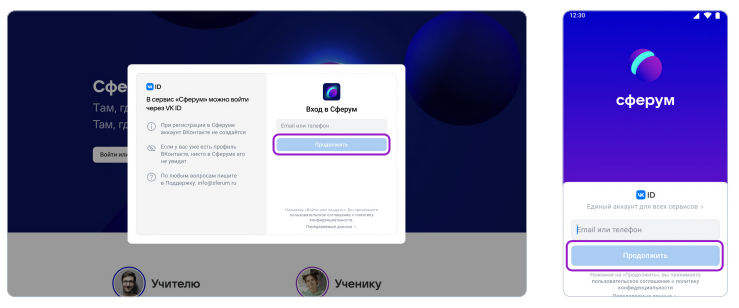 Сфе
Там, гд
Там, гд
Войти или
ID
В сервис «Сферум» можно войти
через VK ID
При регистрации в Сферуме
аккаунт ВКонтакте не создаётся
Если у вас уже есть профиль
ВКонтакте, никто в Сферуме его
не увидит
По любым вопросам пишите
в Поддержку: info@sferum.ru
Вход в Сферум
Email или телефон
Продолжить
Нажимая «Войти или создать», Вы принимаете
пользовательское соглашение и политику
конфиденциальности.
Передаваемые данные ›
Учителю
Ученику
12:30
сферум
ID
Единый аккаунт для всех сервисов ›
Email или телефон
Продолжить
Нажимая на «Продолжить», вы принимаете
пользовательское соглашение и политику
конфиденциальности
Передаваемые данные ›